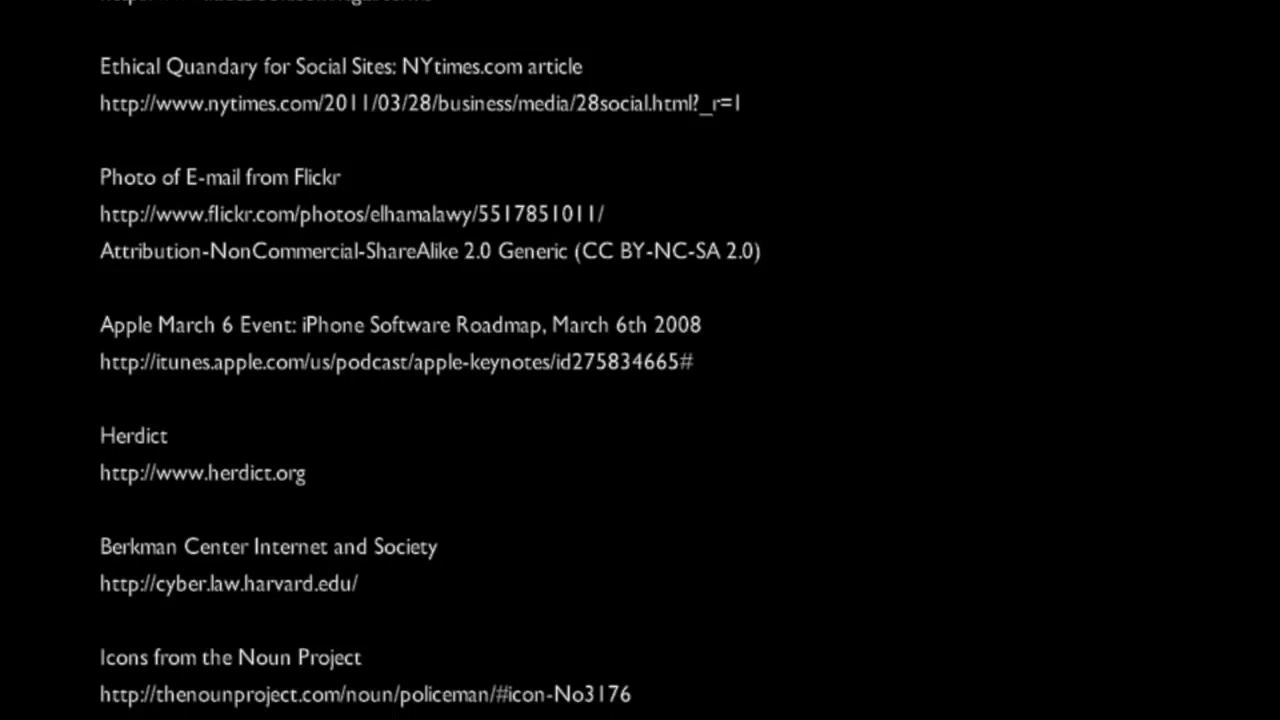 Ethical Quandary for Social Sites: NYtimes.com article
http://www.nytimes.com/2011/03/28/business/media/28social.html?_r=1
Photo of E-mail from Flickr
http://www.flickr.com/photos/elhamalawy/5517851011/
Attribution-NonCommercial-ShareAlike 2.0 Generic (CC BY-NC-SA 2.0)
Apple March 6 Event: iPhone Software Roadmap, March 6th 2008
http://itunes.apple.com/us/podcast/apple-keynotes/id275834665#
Herdict
http://www.herdict.org
Berkman Center Internet and Society
http://cyber.law.harvard.edu/
Icons from the Noun Project
http://thenounproject.com/noun/policeman/#icon-No3176